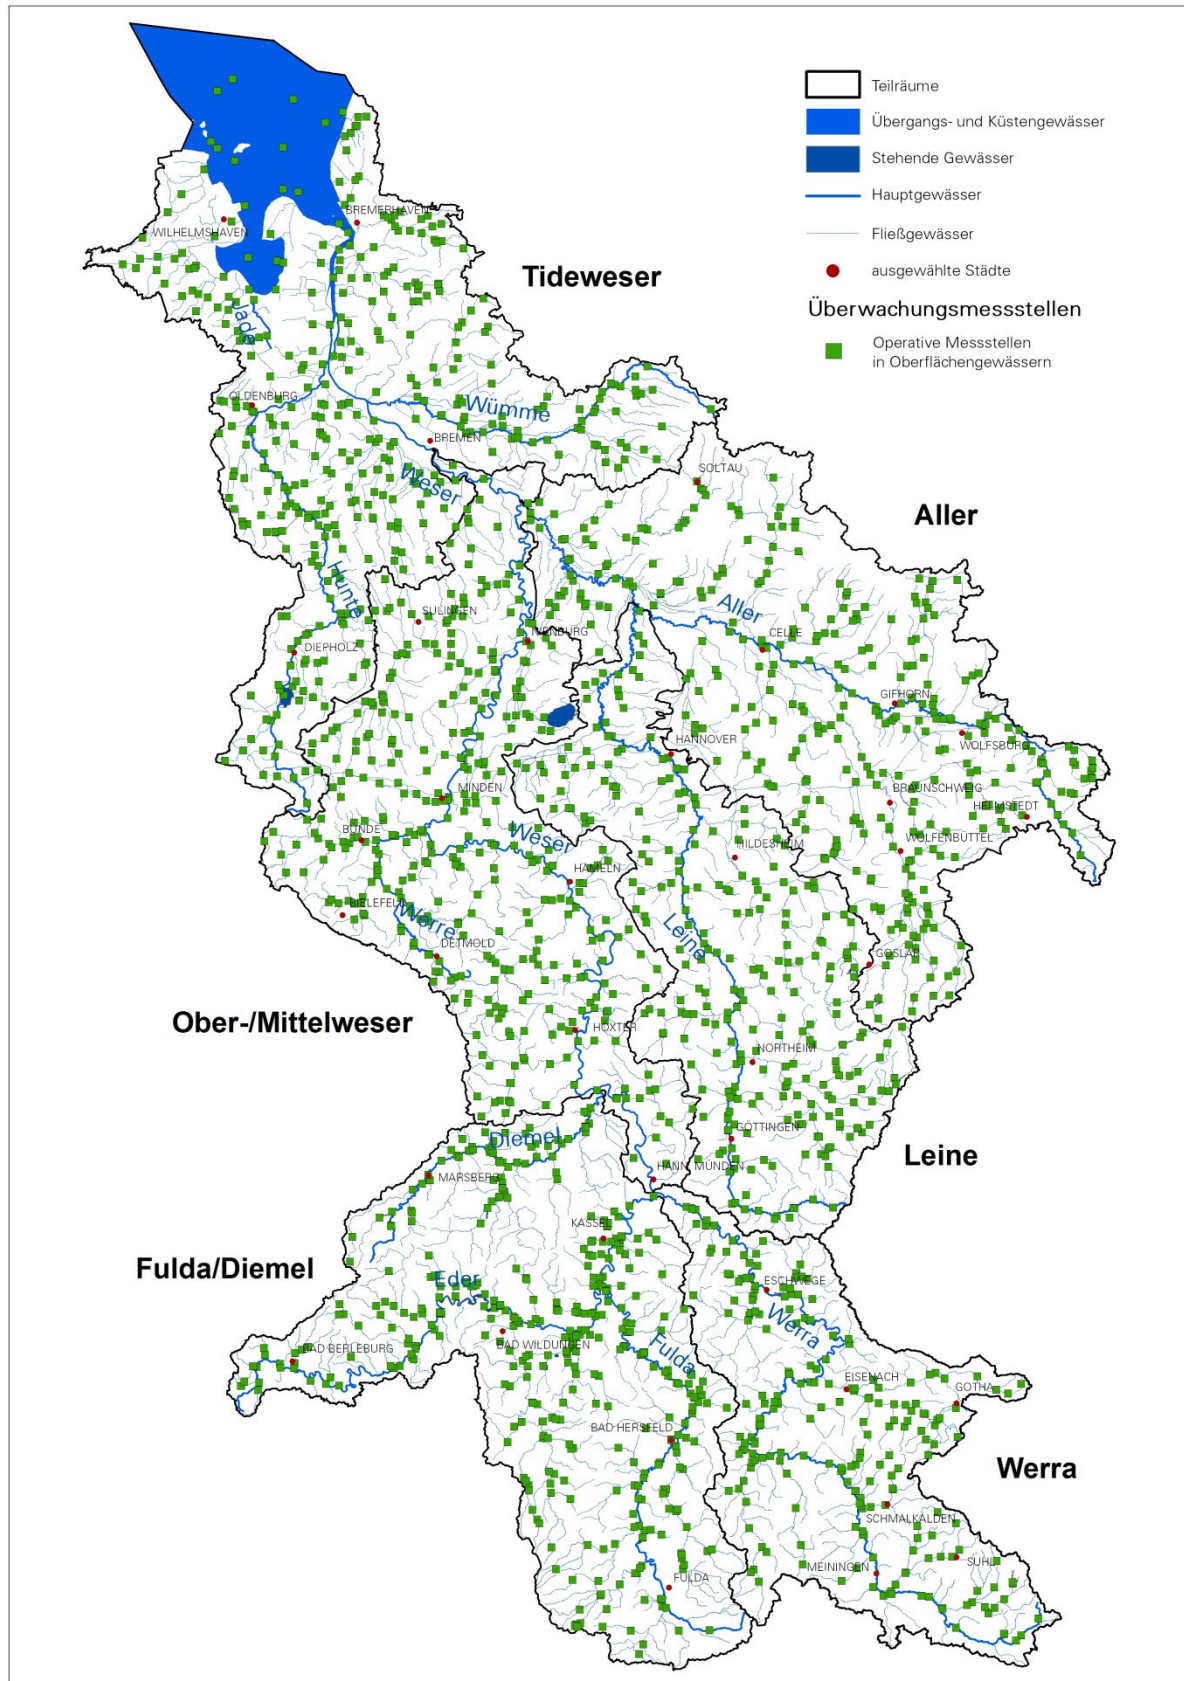 Teilräume
Übergangs- und Küstengewässer
Stehende Gewässer
Hauptgewässer
Fließgewässer
ausgewählte Städte
Überwachungsmessstellen
Operative Messstellen
in Oberflächengewässern
BREMERHAVEN
WILHELMSHAVEN
Tideweser
Jade
OLDENBURG
Wümme
BREMEN
Weser
SOLTAU
Aller
Hunte
SULINGEN
NIENBURG
Aller
CELLE
DIEPHOLZ
GIFHORN
HANNOVER
WOLFSBURG
MINDEN
BRAUNSCHWEIG
HELMSTEDT
BÜNDE
Weser
HILDESHEIM
WOLFENBÜTTEL
HAMELN
BIELEFELD
Werre
Leine
DETMOLD
GOSLAR
Ober-/Mittelweser
HÖXTER
NORTHEIM
Diemel
GÖTTINGEN
Leine
MARSBERG
HANN. MÜNDEN
KASSEL
Fulda/Diemel
Eder
ESCHWEGE
Werra
BAD BERLEBURG
BAD WILDUNGEN
Fulda
EISENACH
GOTHA
BAD HERSFELD
Werra
SCHMALKALDEN
MEININGEN
SUHL
FULDA